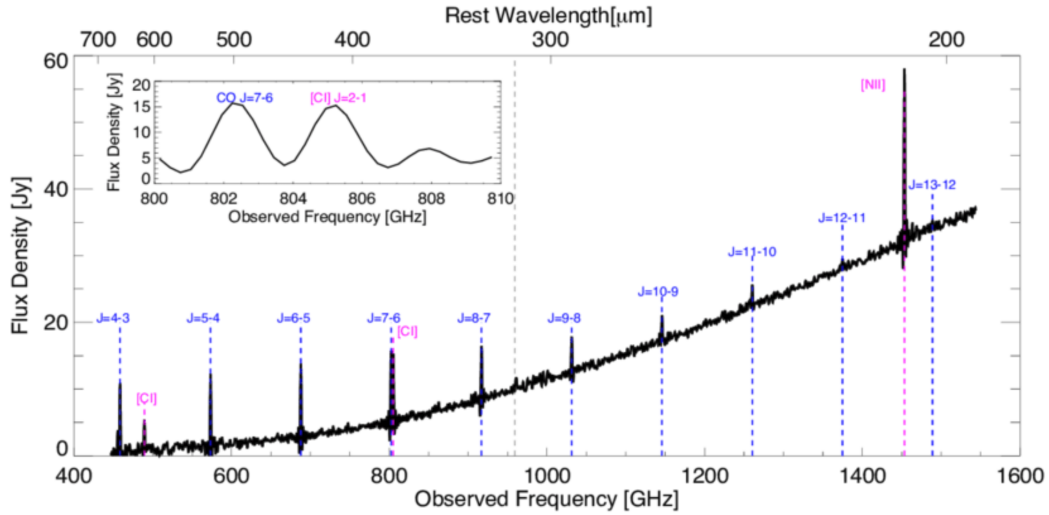 Rest Wavelength[μm]
700 600 500 400 300 200
60
40
20
0
Flux Density [Jy]
20
15
10
5
0
Flux Density [Jy]
CO J=7-6
[CI] J=2-1
800 802 804 806 808 810
Observed Frequency [GHz]
[NII]
J=13-12
J=12-11
J=11-10
J=10-9
J=4-3
J=5-4
J=6-5
J=7-6
J=8-7
J=9-8
[CI]
[CI]
400 600 800 1000 1200 1400 1600
Observed Frequency [GHz]